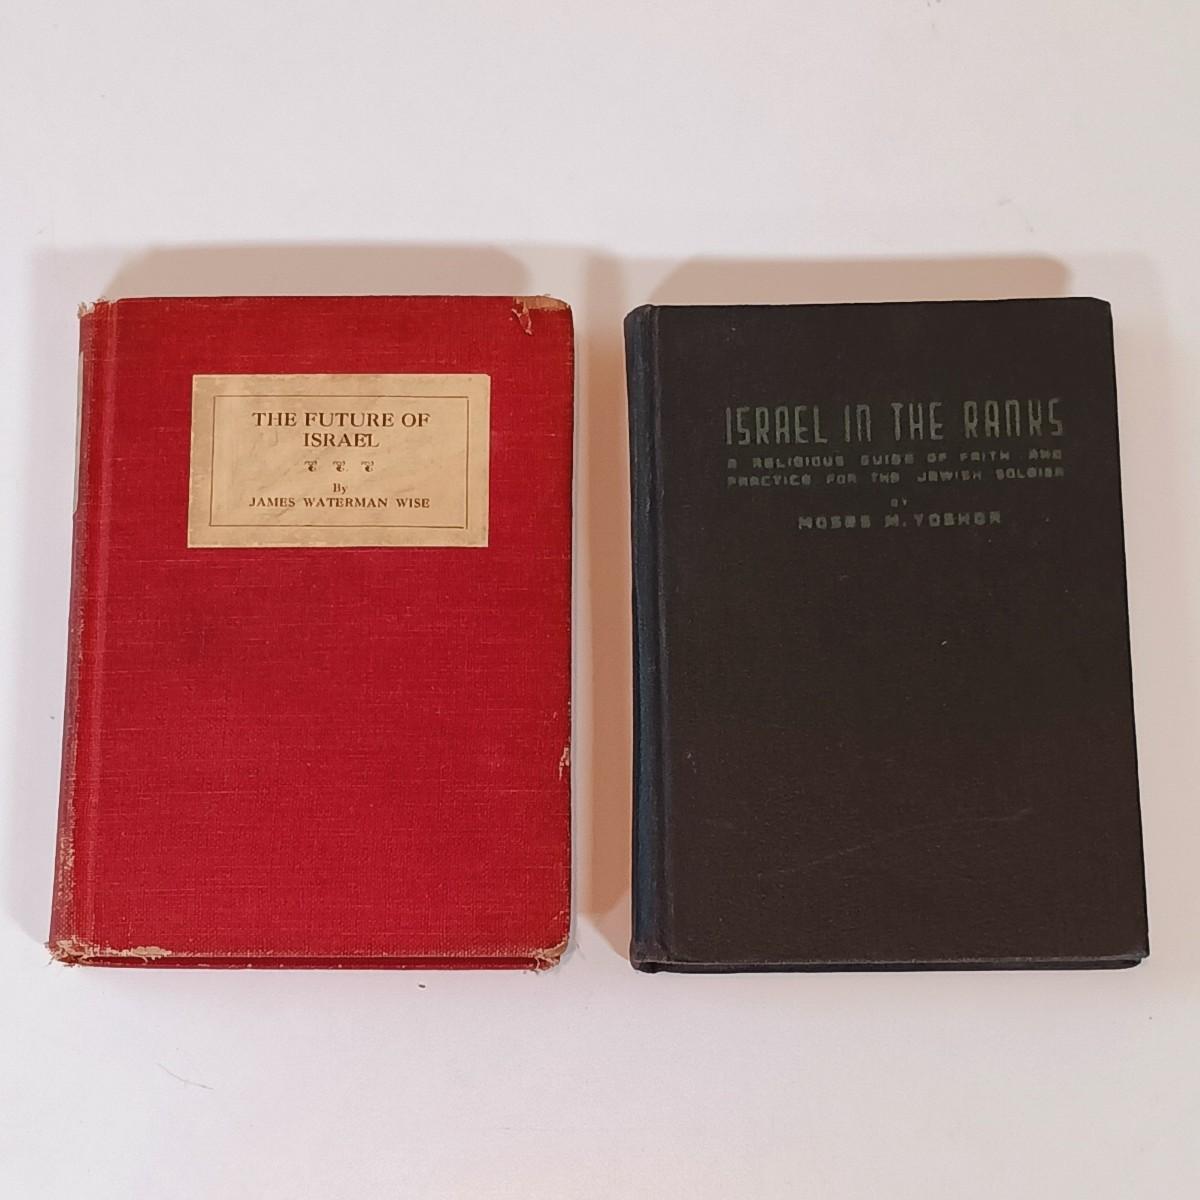 THE FUTURE OF
ISRAEL
By
JAMES WATERMAN WISE
ISRAEL IN THE RANKS
A RELIGIOUS GUIDE OF FAITH AND
PRACTICE FOR THE JEWISH SOLDIER
BY
MOSES M. YOSHOR